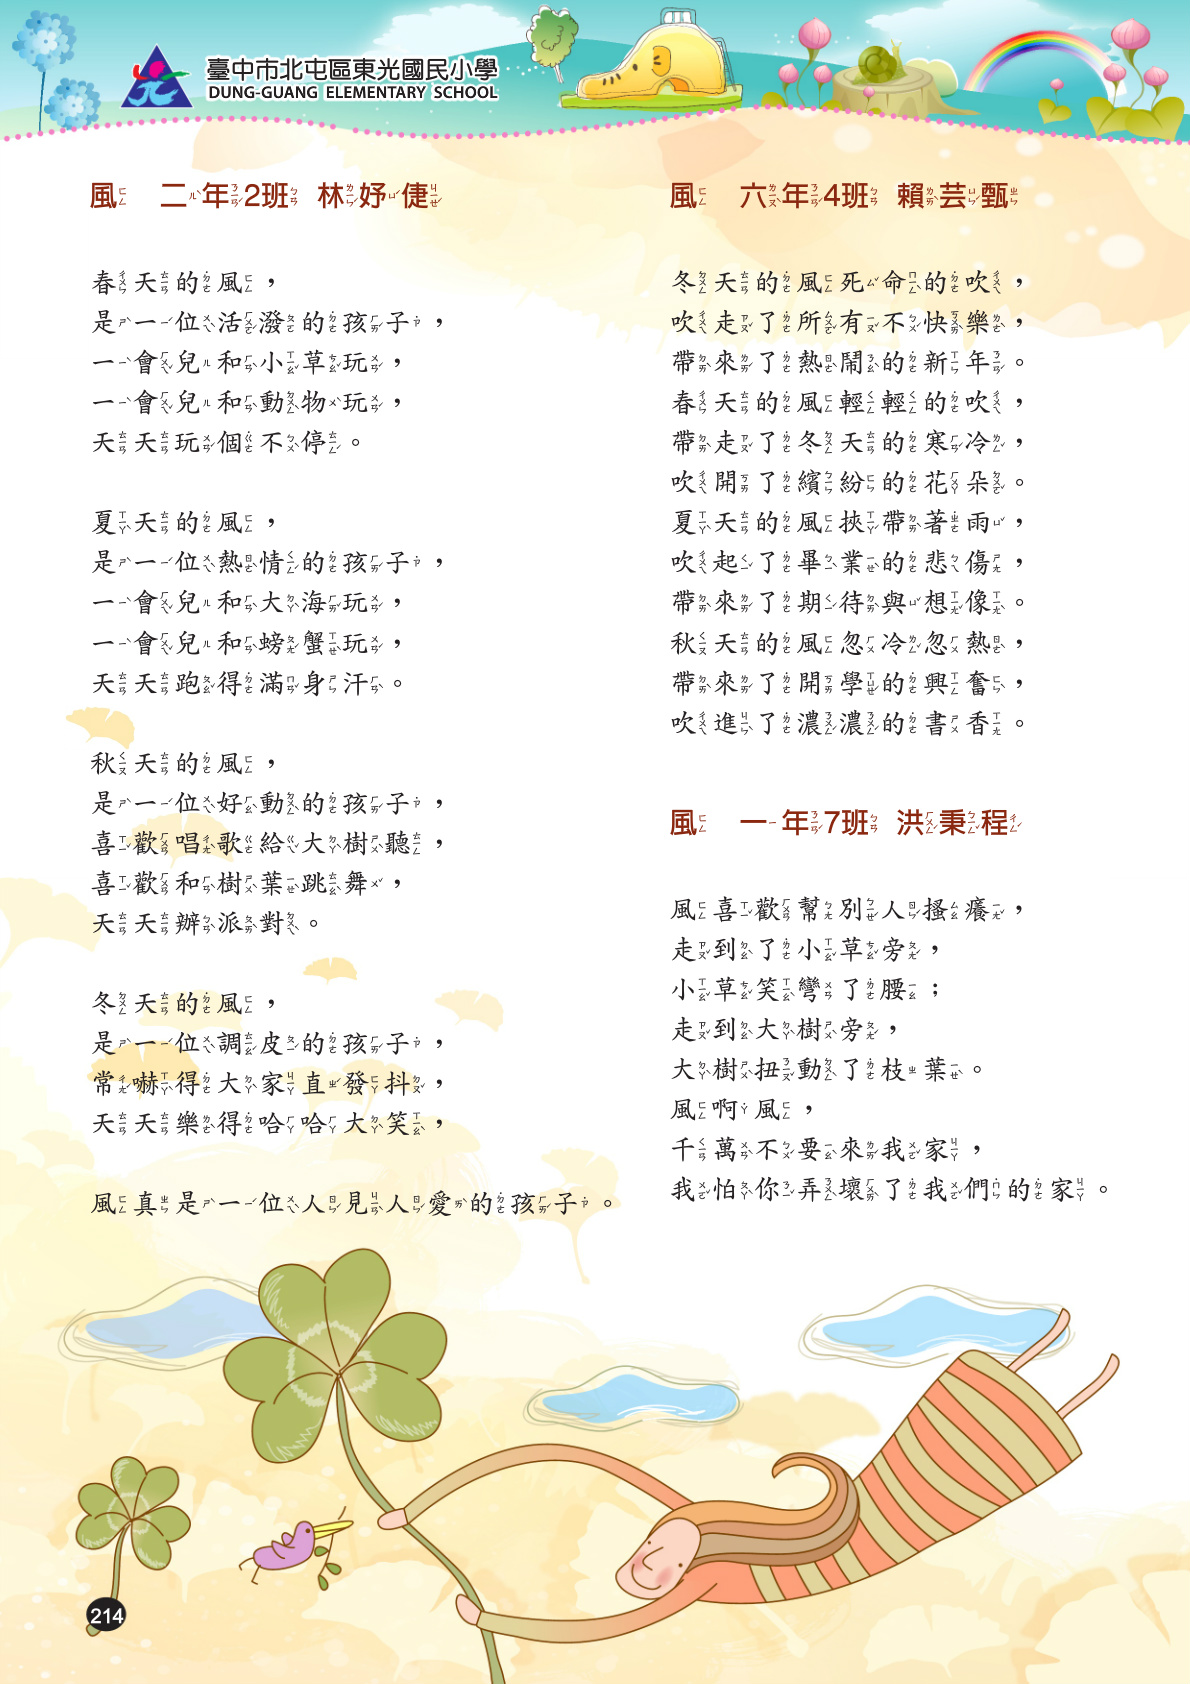 臺中市北屯區東光國民小學
DUNG-GUANG ELEMENTARY SCHOOL
風 二年2班 林妤倢
春天的風，
是一位活潑的孩子，
一會兒和小草玩，
一會兒和動物玩，
天天玩個不停。
夏天的風，
是一位熱情的孩子，
一會兒和大海玩，
一會兒和螃蟹玩，
天天跑得滿身汗。
秋天的風，
是一位好動的孩子，
喜歡唱歌給大樹聽，
喜歡和樹葉跳舞，
天天辦派對。
冬天的風，
是一位調皮的孩子，
常嚇得大家直發抖，
天天樂得哈哈大笑，
風真是一位人見人愛的孩子。
風 六年4班 賴芸甄
冬天的風死命的吹，
吹走了所有不快樂，
帶來了熱鬧的新年。
春天的風輕輕的吹，
帶走了冬天的寒冷，
吹開了繽紛的花朵。
夏天的風挾帶著雨，
吹起了畢業的悲傷，
帶來了期待與想像。
秋天的風忽冷忽熱，
帶來了開學的興奮，
吹進了濃濃的書香。
風 一年7班 洪秉程
風喜歡幫別人搔癢，
走到了小草旁，
小草笑彎了腰；
走到大樹旁，
大樹扭動了枝葉。
風啊風，
千萬不要來我家，
我怕你弄壞了我們的家。
214